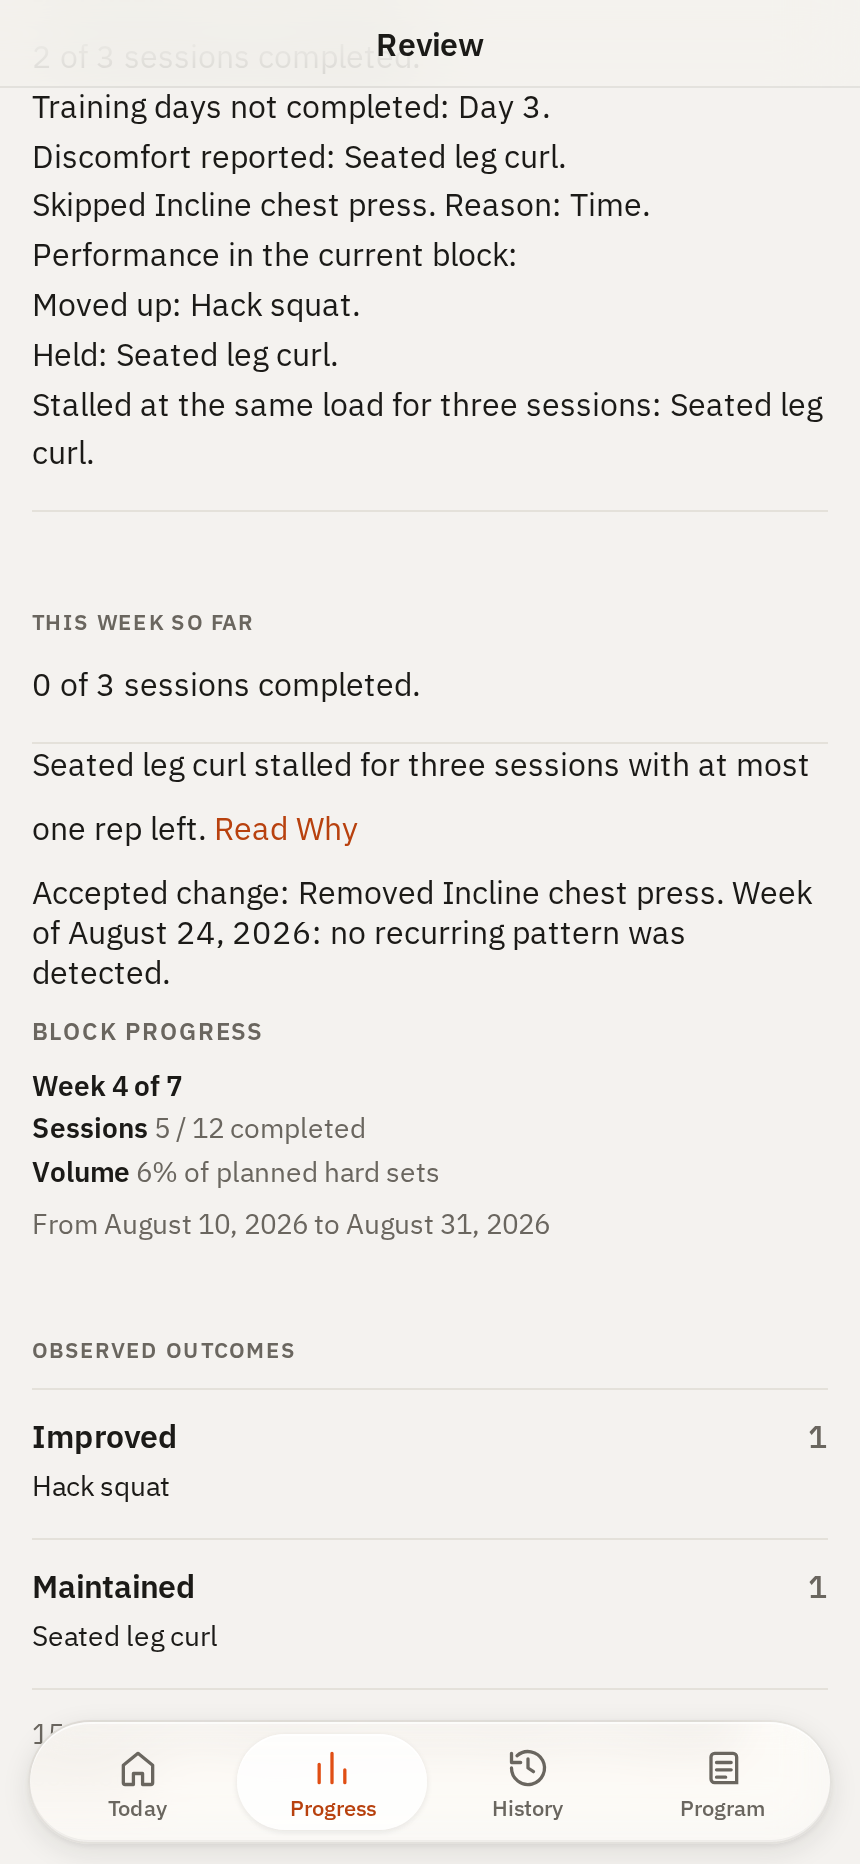 Review
2 of 3 sessions completed.
Training days not completed: Day 3.
Discomfort reported: Seated leg curl.
Skipped Incline chest press. Reason: Time.
Performance in the current block:
Moved up: Hack squat.
Held: Seated leg curl.
Stalled at the same load for three sessions: Seated leg
curl.
THIS WEEK SO FAR
0 of 3 sessions completed.
Seated leg curl stalled for three sessions with at most
one rep left. Read Why
Accepted change: Removed Incline chest press. Week
of August 24, 2026: no recurring pattern was
detected.
BLOCK PROGRESS
Week 4 of 7
Sessions 5 / 12 completed
Volume 6% of planned hard sets
From August 10, 2026 to August 31, 2026
OBSERVED OUTCOMES
Improved 1
Hack squat
Maintained 1
Seated leg curl
Today Progress History Program